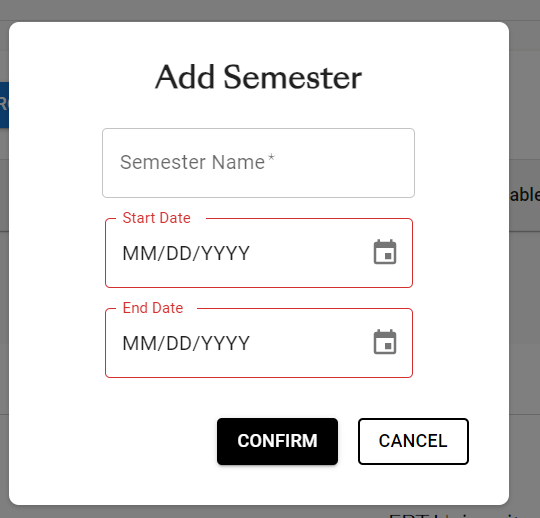 Add Semester
Semester Name *
Start Date
MM/DD/YYYY
End Date
MM/DD/YYYY
CONFIRM
CANCEL